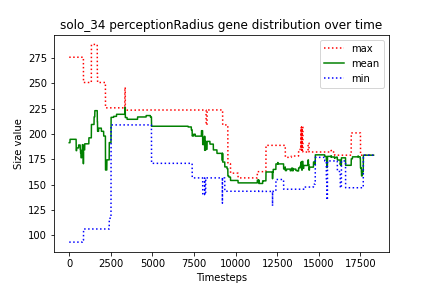 solo_34 perceptionRadius gene distribution over time
Size value
275
250
225
200
175
150
125
100
max
mean
min
0 2500 5000 7500 10000 12500 15000 17500
Timesteps